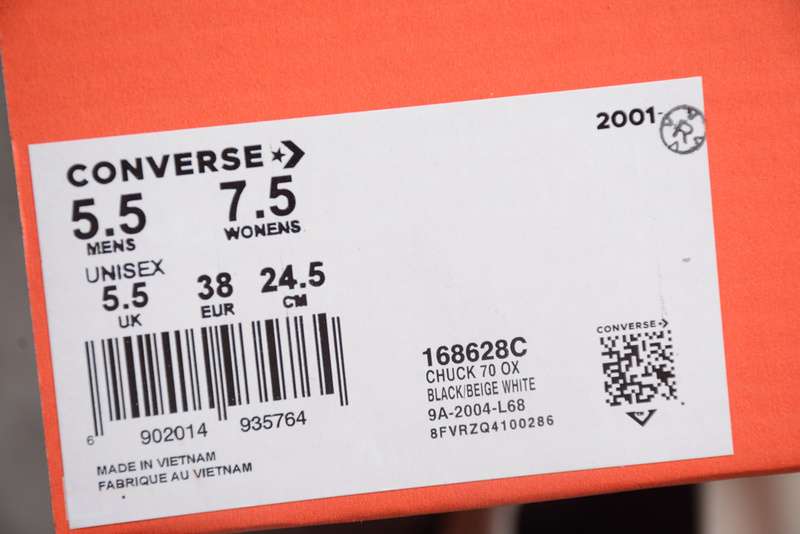 2001-
R
CONVERSE
5.5 7.5
MENS WONENS
UNISEX
5.5 38 24.5
UK EUR CM
6 902014 935764
MADE IN VIETNAM
FABRIQUE AU VIETNAM
168628C
CHUCK 70 OX
BLACK/BEIGE WHITE
9A-2004-L68
8FVRZQ4100286
CONVERSE